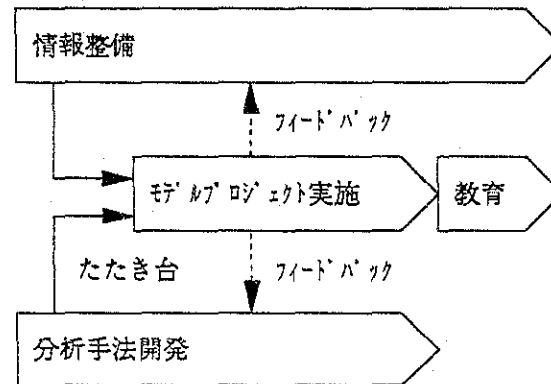 情報整備
フィードバック
モデルプロジェクト実施
教育
たたき台
フィードバック
分析手法開発